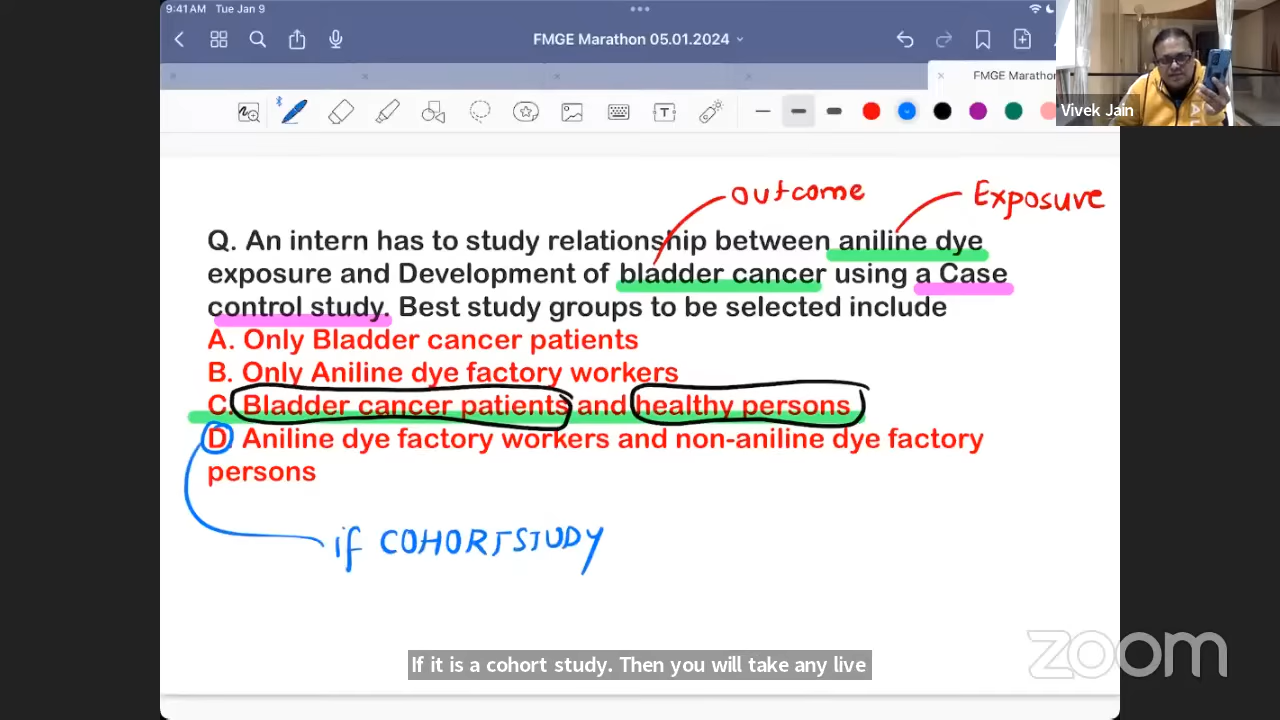 9:41 AM Tue Jan 9
FMGE Marathon 05.01.2024
FMGE Marathon
Vivek Jain
outcome
Exposure
Q. An intern has to study relationship between aniline dye
exposure and Development of bladder cancer using a Case
control study. Best study groups to be selected include
A. Only Bladder cancer patients
B. Only Aniline dye factory workers
C. Bladder cancer patients and healthy persons
D. Aniline dye factory workers and non-aniline dye factory
persons
if COHORT STUDY
If it is a cohort study. Then you will take any live
zoom